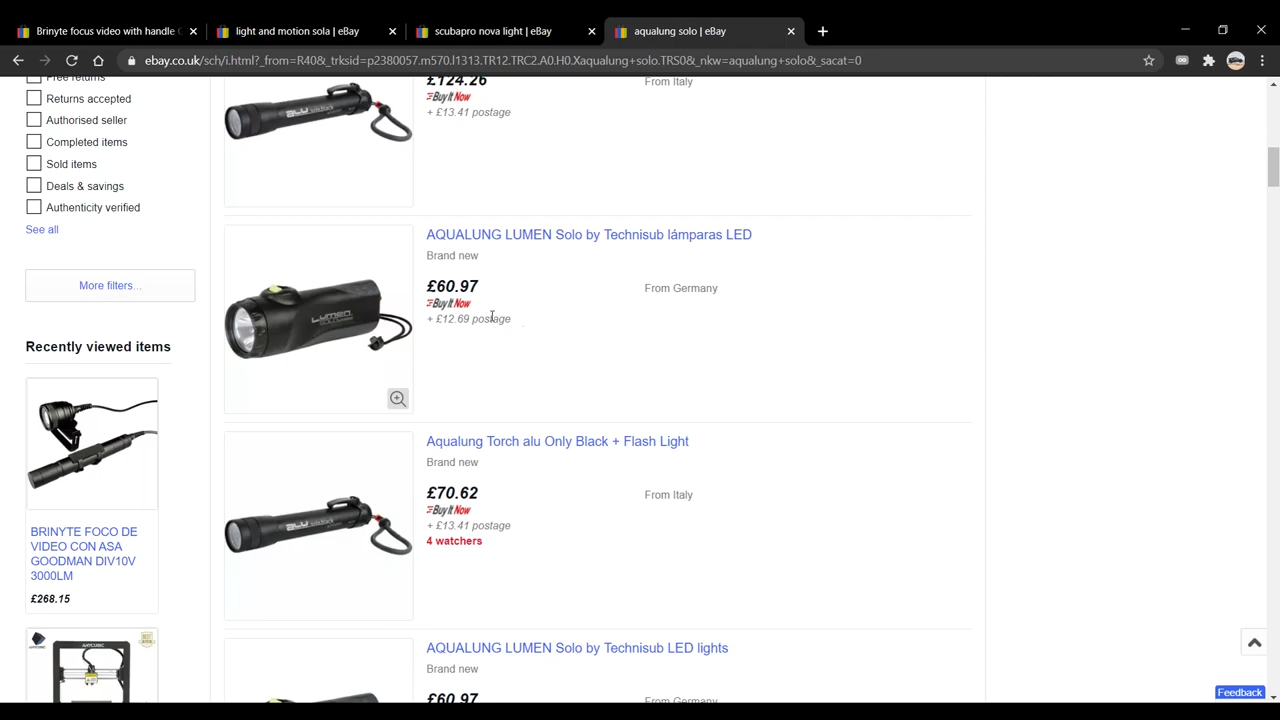 Brinyte focus video with handle
light and motion sola | eBay
scubapro nova light | eBay
aqualung solo | eBay
ebay.co.uk/sch/i.html?_from=R40&_trksid=p2380057.m570.l1313.TR12.TRC2.A0.H0.Xaqualung+solo.TRS0&_nkw=aqualung+solo&_sacat=0
Free returns
Returns accepted
Authorised seller
Completed items
Sold items
Deals & savings
Authenticity verified
See all
More filters...
Recently viewed items
BRINYTE FOCO DE
VIDEO CON ASA
GOODMAN DIV10V
3000LM
£268.15
£124.26
From Italy
Buy It Now
+ £13.41 postage
AQUALUNG LUMEN Solo by Technisub lámparas LED
Brand new
£60.97
From Germany
Buy It Now
+ £12.69 postage
LUMEN
Aqualung Torch alu Only Black + Flash Light
Brand new
£70.62
From Italy
Buy It Now
+ £13.41 postage
4 watchers
AQUALUNG LUMEN Solo by Technisub LED lights
Brand new
£60.97
From Germany
Feedback